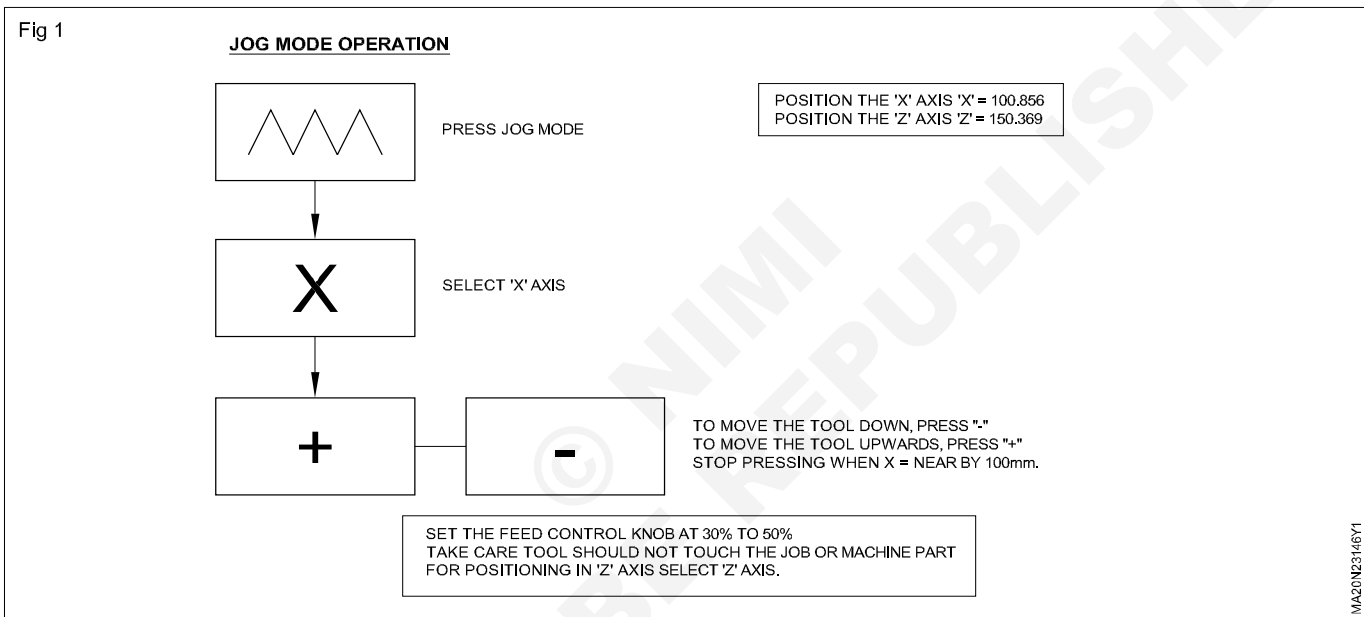 Fig 1
JOG MODE OPERATION
PRESS JOG MODE
POSITION THE 'X' AXIS 'X' = 100.856
POSITION THE 'Z' AXIS 'Z' = 150.369
X
SELECT 'X' AXIS
+
-
TO MOVE THE TOOL DOWN, PRESS "-"
TO MOVE THE TOOL UPWARDS, PRESS "+"
STOP PRESSING WHEN X = NEAR BY 100mm.
SET THE FEED CONTROL KNOB AT 30% TO 50%
TAKE CARE TOOL SHOULD NOT TOUCH THE JOB OR MACHINE PART
FOR POSITIONING IN 'Z' AXIS SELECT 'Z' AXIS.
MA20N23146Y1
© NIMI
BE REPUBLISHE